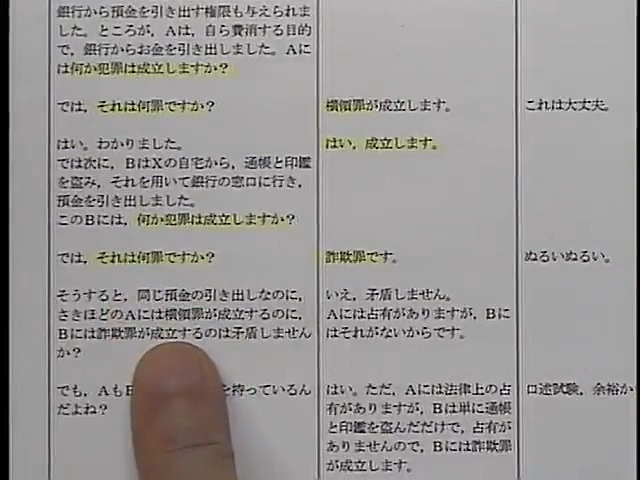 銀行から預金を引き出す権限も与えられま
した。ところが、Aは、自ら費消する目的
で、銀行からお金を引き出しました。Aに
は何か犯罪は成立しますか？
では、それは何罪ですか？
はい。わかりました。
では次に、BはXの自宅から、通帳と印鑑
を盗み、それを用いて銀行の窓口に行き、
預金を引き出しました。
このBには、何か犯罪は成立しますか？
では、それは何罪ですか？
そうすると、同じ預金の引き出しなのに、
さきほどのAには横領罪が成立するのに、
Bには詐欺罪が成立するのは矛盾しません
か？
でも、Aも
を持っているん
だよね？
横領罪が成立します。
はい、成立します。
詐欺罪です。
いえ、矛盾しません。
Aには占有がありますが、Bに
はそれがないからです。
はい。ただ、Aには法律上の占
有がありますが、Bは単に通帳
と印鑑を盗んだだけで、占有が
ありませんので、Bには詐欺罪
が成立します。
これは大丈夫。
ぬるいぬるい。
口述試験、余裕か